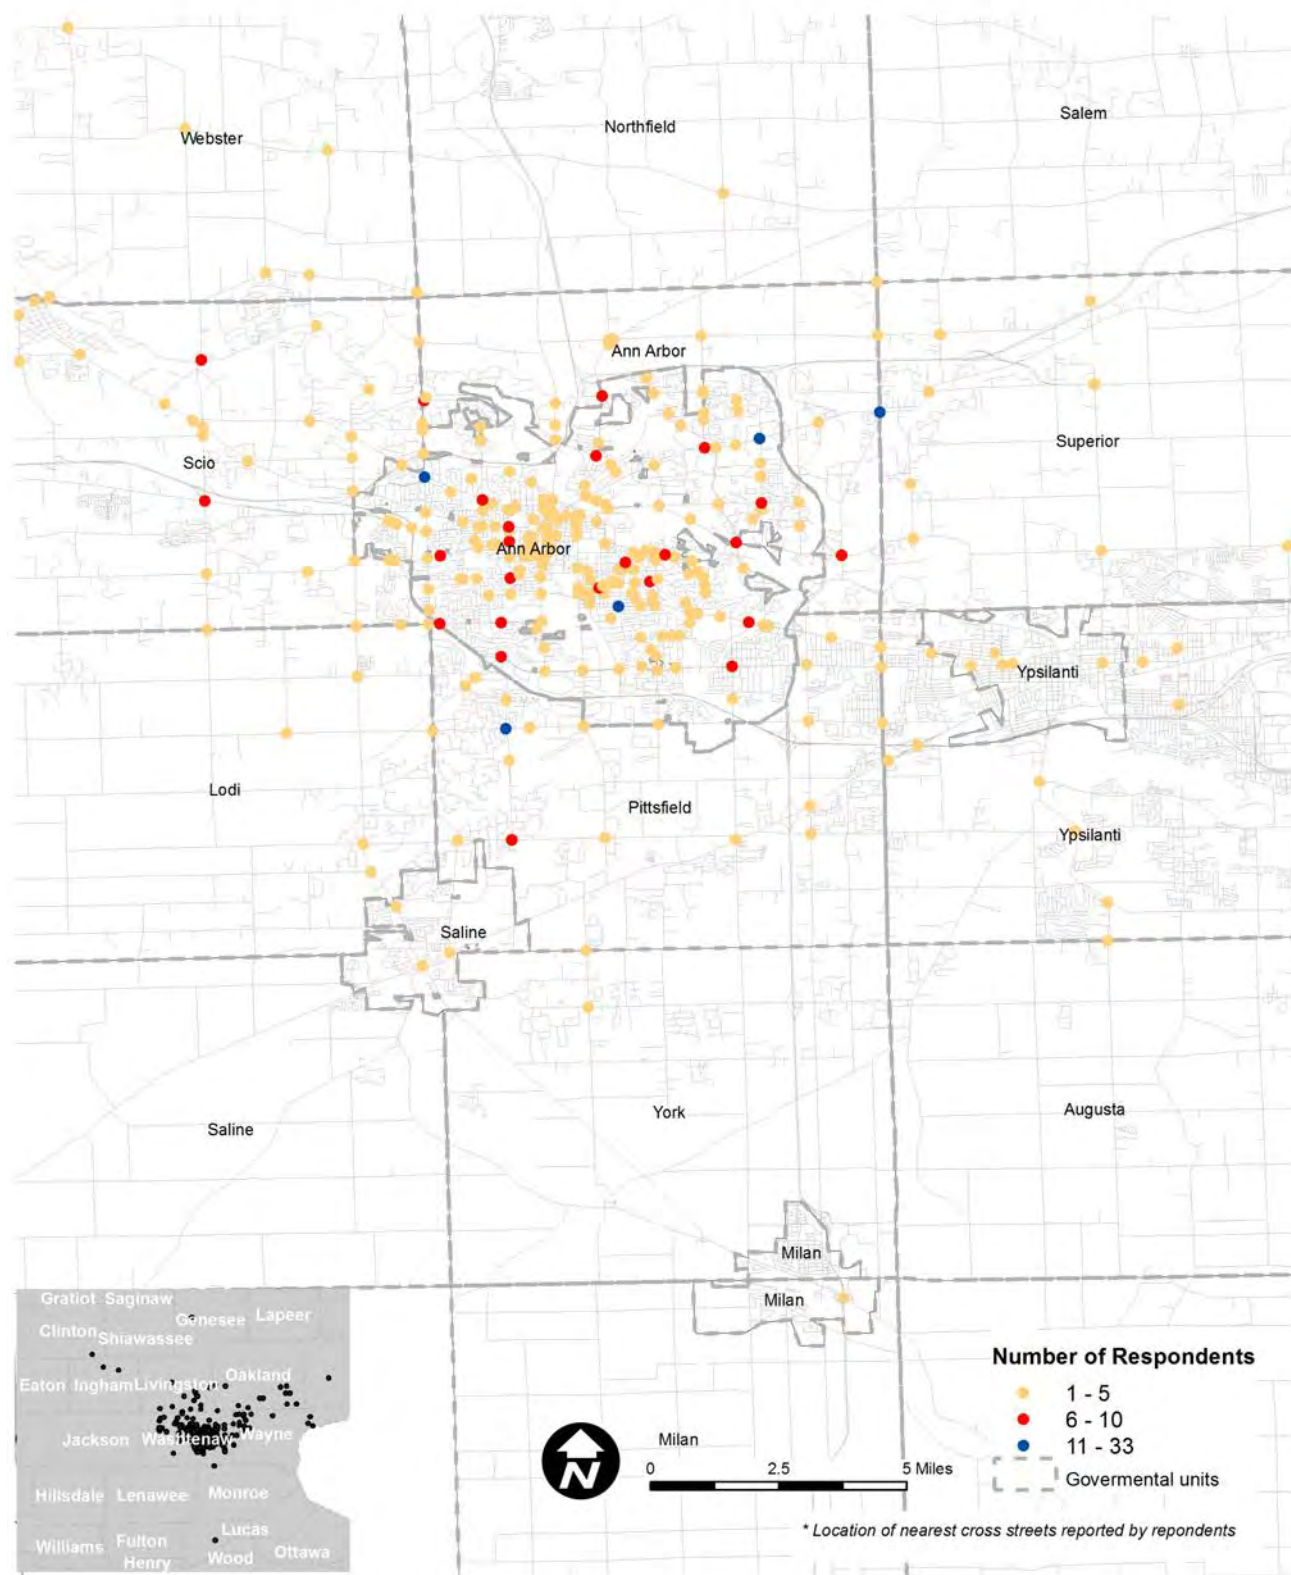 Webster
Northfield
Salem
Ann Arbor
Superior
Scio
Ann Arbor
Ypsilanti
Lodi
Pittsfield
Ypsilanti
Saline
Saline
York
Augusta
Milan
Milan
Milan
Gratiot Saginaw
Genesee Lapeer
Clinton Shiawassee
Eaton Ingham Livingston Oakland
Jackson Washtenaw Wayne
Hillsdale Lenawee Monroe
Williams Fulton Lucas
Henry Wood Ottawa
Number of Respondents
1 - 5
6 - 10
11 - 33
Govermental units
N
0 2.5 5 Miles
* Location of nearest cross streets reported by repondents